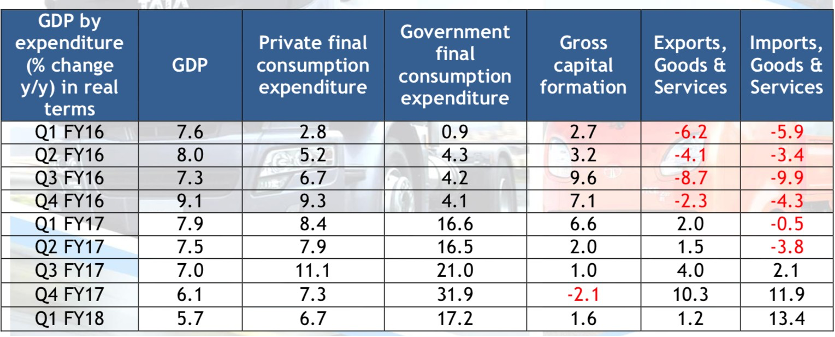 GDP by expenditure (% change y/y) in real terms GDP Private final consumption expenditure Government final consumption expenditure Gross capital formation Exports, Goods & Services Imports, Goods & Services
Q1 FY16 7.6 2.8 0.9 2.7 -6.2 -5.9
Q2 FY16 8.0 5.2 4.3 3.2 -4.1 -3.4
Q3 FY16 7.3 6.7 4.2 9.6 -8.7 -9.9
Q4 FY16 9.1 9.3 4.1 7.1 -2.3 -4.3
Q1 FY17 7.9 8.4 16.6 6.6 2.0 -0.5
Q2 FY17 7.5 7.9 16.5 2.0 1.5 -3.8
Q3 FY17 7.0 11.1 21.0 1.0 4.0 2.1
Q4 FY17 6.1 7.3 31.9 -2.1 10.3 11.9
Q1 FY18 5.7 6.7 17.2 1.6 1.2 13.4